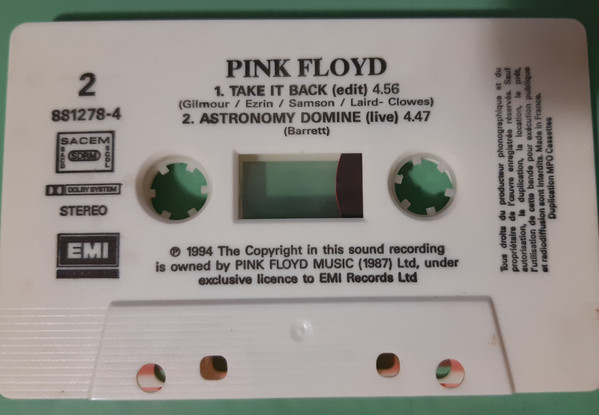 2
881278-4
SACEM
SDRM
DOLBY SYSTEM
STEREO
EMI
PINK FLOYD
1. TAKE IT BACK (edit) 4.56
(Gilmour / Ezrin / Samson / Laird- Clowes)
2. ASTRONOMY DOMINE (live) 4.47
(Barrett)
℗ 1994 The Copyright in this sound recording
is owned by PINK FLOYD MUSIC (1987) Ltd, under
exclusive licence to EMI Records Ltd
Tous droits du producteur phonographique et du
propriétaire de l'œuvre enregistrée réservés. Sauf
autorisation, la duplication, la location, le prêt,
l'utilisation de cette bande pour exécution publique
et radiodiffusion sont interdits. Made in France.
Duplication MPO Cassettes